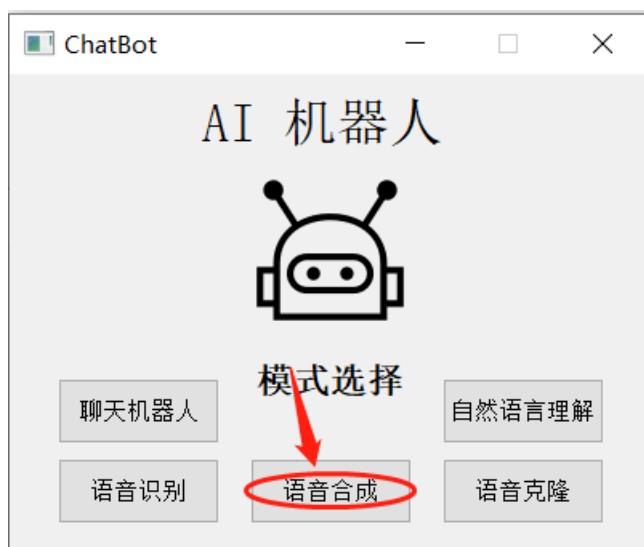 ChatBot
AI 机器人
模式选择
聊天机器人
自然语言理解
语音识别
语音合成
语音克隆